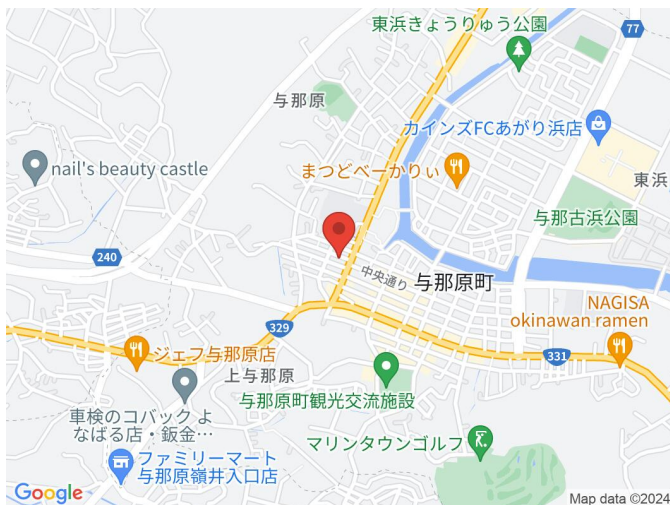 東浜きょうりゅう公園
77
与那原
カインズFCあがり浜店
nail's beauty castle
まつどべーかりぃ
東浜
与那古浜公園
240
中央通り
与那原町
NAGISA
okinawan ramen
329
331
ジェフ与那原店
上与那原
与那原町観光交流施設
車検のコバック よ
なばる店・鈑金…
マリンタウンゴルフ
ファミリーマート
与那原嶺井入口店
Google
Map data ©2024